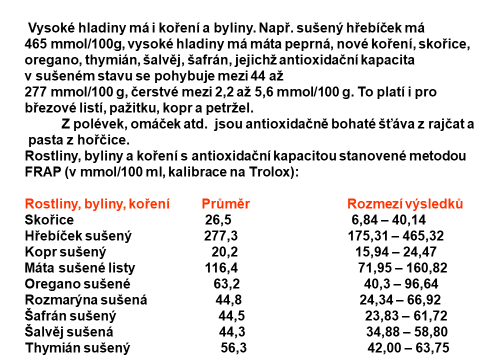 Vysoké hladiny má i koření a byliny. Např. sušený hřebíček má
465 mmol/100g, vysoké hladiny má máta peprná, nové koření, skořice,
oregano, thymián, šalvěj, šafrán, jejichž antioxidační kapacita
v sušeném stavu se pohybuje mezi 44 až
277 mmol/100 g, čerstvé mezi 2,2 až 5,6 mmol/100 g. To platí i pro
březové listí, pažitku, kopr a petržel.
Z polévek, omáček atd. jsou antioxidačně bohaté šťáva z rajčat a
pasta z hořčice.
Rostliny, byliny a koření s antioxidační kapacitou stanovené metodou
FRAP (v mmol/100 ml, kalibrace na Trolox):
Rostliny, byliny, koření Průměr Rozmezí výsledků
Skořice 26,5 6,84 – 40,14
Hřebíček sušený 277,3 175,31 – 465,32
Kopr sušený 20,2 15,94 – 24,47
Máta sušené listy 116,4 71,95 – 160,82
Oregano sušené 63,2 40,3 – 96,64
Rozmarýna sušená 44,8 24,34 – 66,92
Šafrán sušený 44,5 23,83 – 61,72
Šalvěj sušená 44,3 34,88 – 58,80
Thymián sušený 56,3 42,00 – 63,75